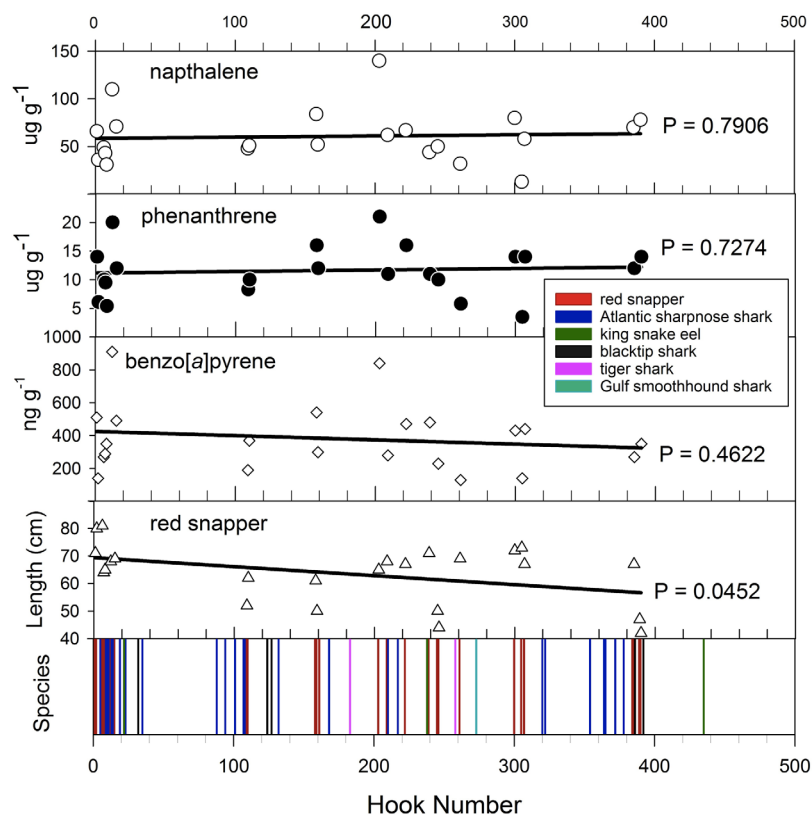 0 100 200 300 400 500
150
100
50
ug g⁻¹
napthalene
P = 0.7906
20
15
10
5
ug g⁻¹
phenanthrene
P = 0.7274
red snapper
Atlantic sharpnose shark
king snake eel
blacktip shark
tiger shark
Gulf smoothhound shark
1000
800
600
400
200
ng g⁻¹
benzo[a]pyrene
P = 0.4622
80
70
60
50
40
Length (cm)
red snapper
P = 0.0452
Species
0 100 200 300 400 500
Hook Number